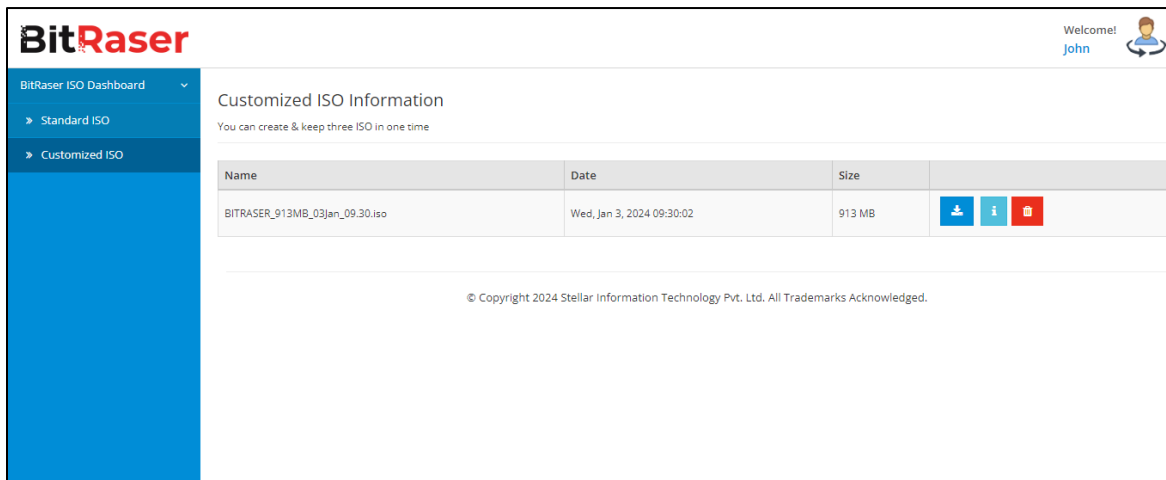 BitRaser
Welcome!
John
BitRaser ISO Dashboard
Standard ISO
Customized ISO
Customized ISO Information
You can create & keep three ISO in one time
Name Date Size
BITRASER_913MB_03Jan_09.30.iso Wed, Jan 3, 2024 09:30:02 913 MB
© Copyright 2024 Stellar Information Technology Pvt. Ltd. All Trademarks Acknowledged.